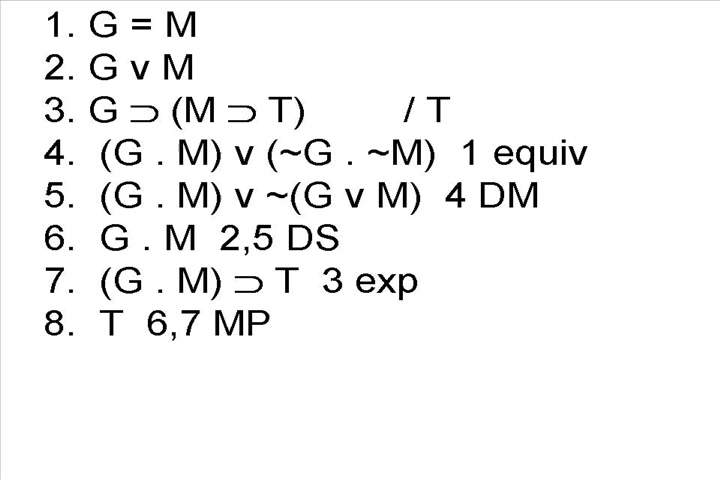 1. G = M
2. G v M
3. G ⊃ (M ⊃ T) / T
4. (G . M) v (~G . ~M) 1 equiv
5. (G . M) v ~(G v M) 4 DM
6. G . M 2,5 DS
7. (G . M) ⊃ T 3 exp
8. T 6,7 MP